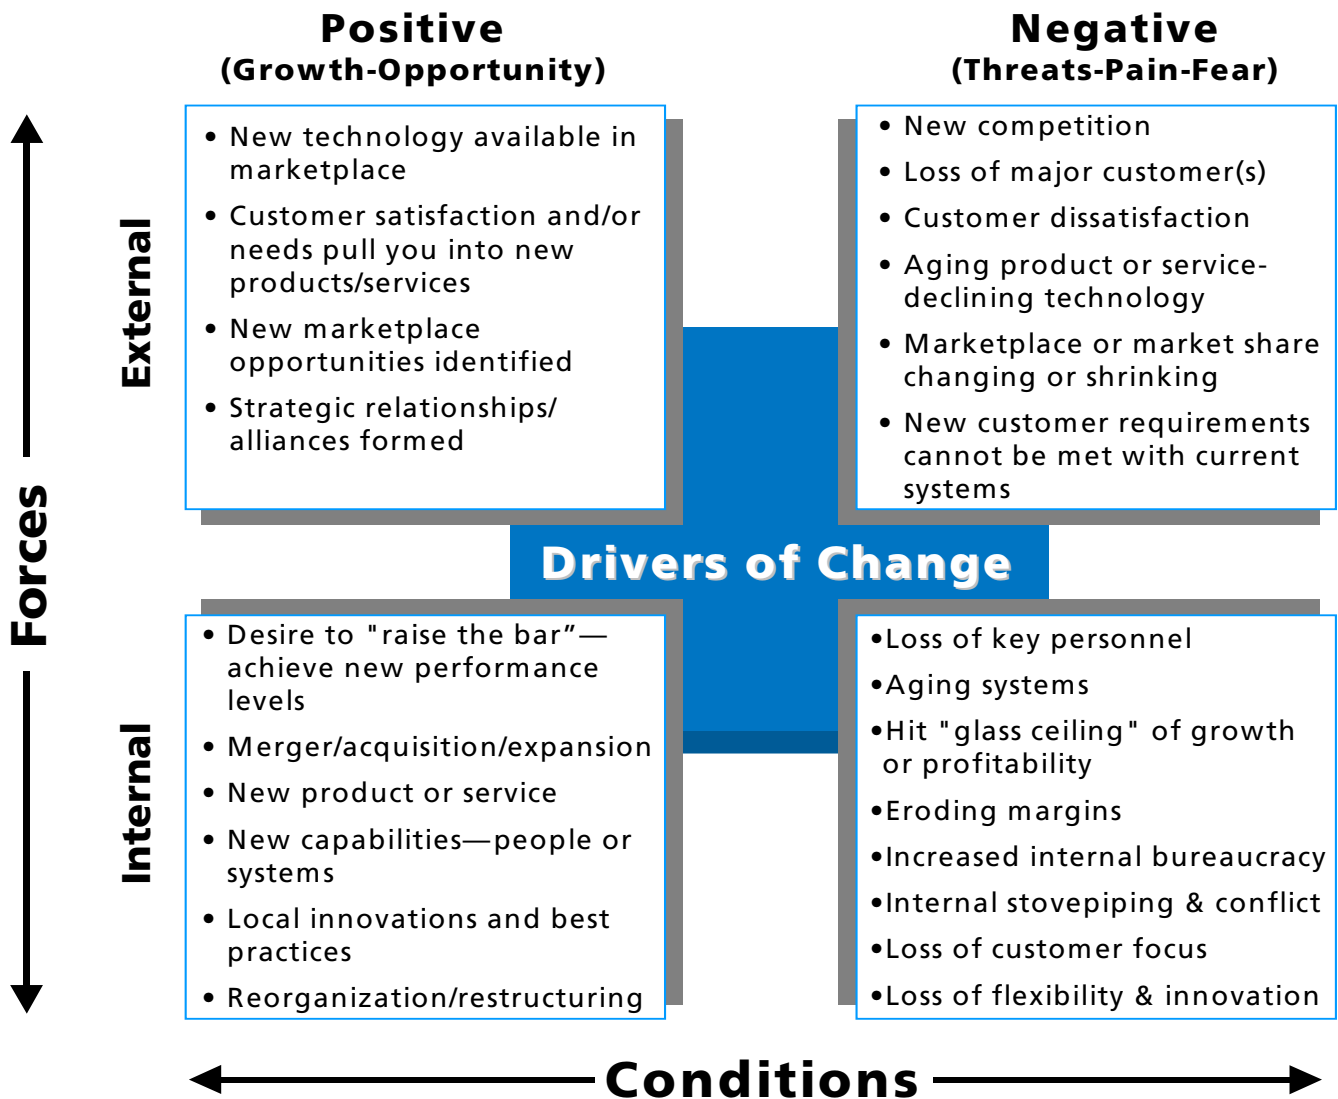 Positive
(Growth-Opportunity)
Negative
(Threats-Pain-Fear)
Forces
External
• New technology available in
marketplace
• Customer satisfaction and/or
needs pull you into new
products/services
• New marketplace
opportunities identified
• Strategic relationships/
alliances formed
• New competition
• Loss of major customer(s)
• Customer dissatisfaction
• Aging product or service-
declining technology
• Marketplace or market share
changing or shrinking
• New customer requirements
cannot be met with current
systems
Drivers of Change
Internal
• Desire to "raise the bar”—
achieve new performance
levels
• Merger/acquisition/expansion
• New product or service
• New capabilities—people or
systems
• Local innovations and best
practices
• Reorganization/restructuring
•Loss of key personnel
•Aging systems
•Hit "glass ceiling" of growth
or profitability
•Eroding margins
•Increased internal bureaucracy
•Internal stovepiping & conflict
•Loss of customer focus
•Loss of flexibility & innovation
Conditions